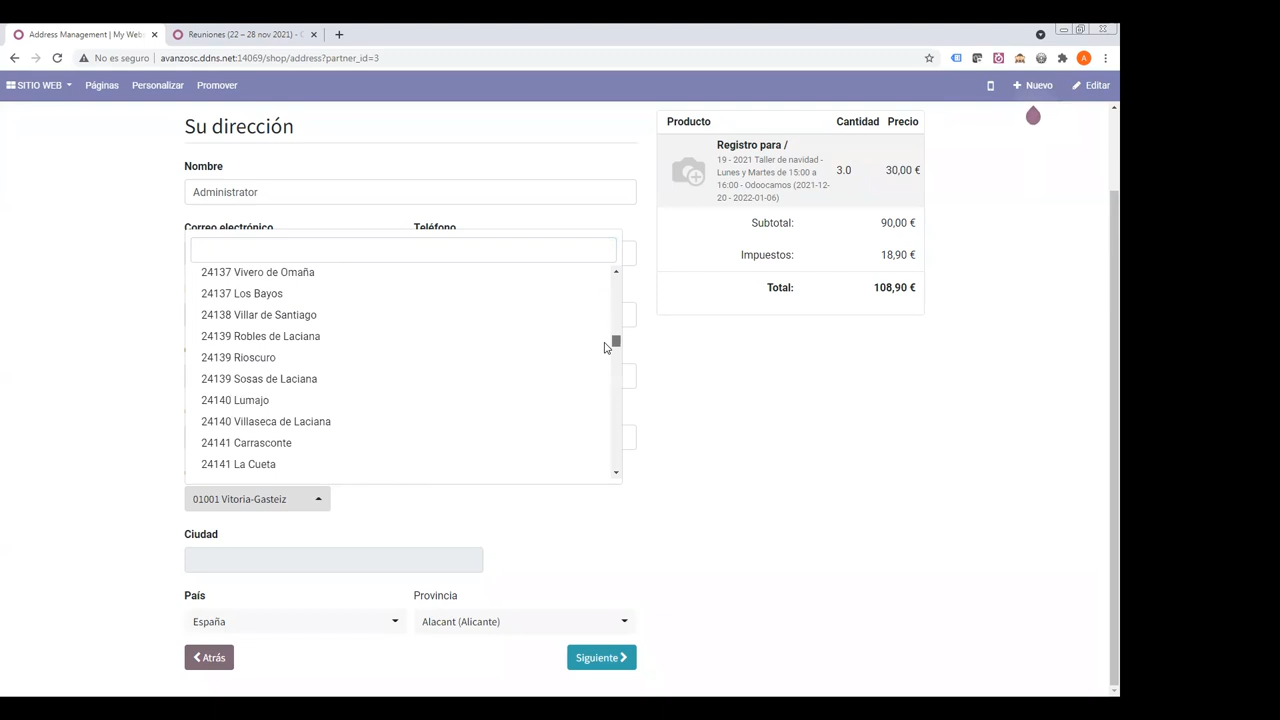 Address Management | My Webs
Reuniones (22 – 28 nov 2021) - O
No es seguro
avanzosc.ddns.net:14069/shop/address?partner_id=3
A
SITIO WEB
Páginas
Personalizar
Promover
Nuevo
Editar
Su dirección
Nombre
Administrator
Correo electrónico
Teléfono
24137 Vivero de Omaña
24137 Los Bayos
24138 Villar de Santiago
24139 Robles de Laciana
24139 Rioscuro
24139 Sosas de Laciana
24140 Lumajo
24140 Villaseca de Laciana
24141 Carrasconte
24141 La Cueta
01001 Vitoria-Gasteiz
Ciudad
País
Provincia
España
Alacant (Alicante)
Atrás
Siguiente
Producto
Cantidad
Precio
Registro para /
19 - 2021 Taller de navidad -
Lunes y Martes de 15:00 a
16:00 - Odoocarnos (2021-12-
20 - 2022-01-06)
3.0
30,00 €
Subtotal:
90,00 €
Impuestos:
18,90 €
Total:
108,90 €